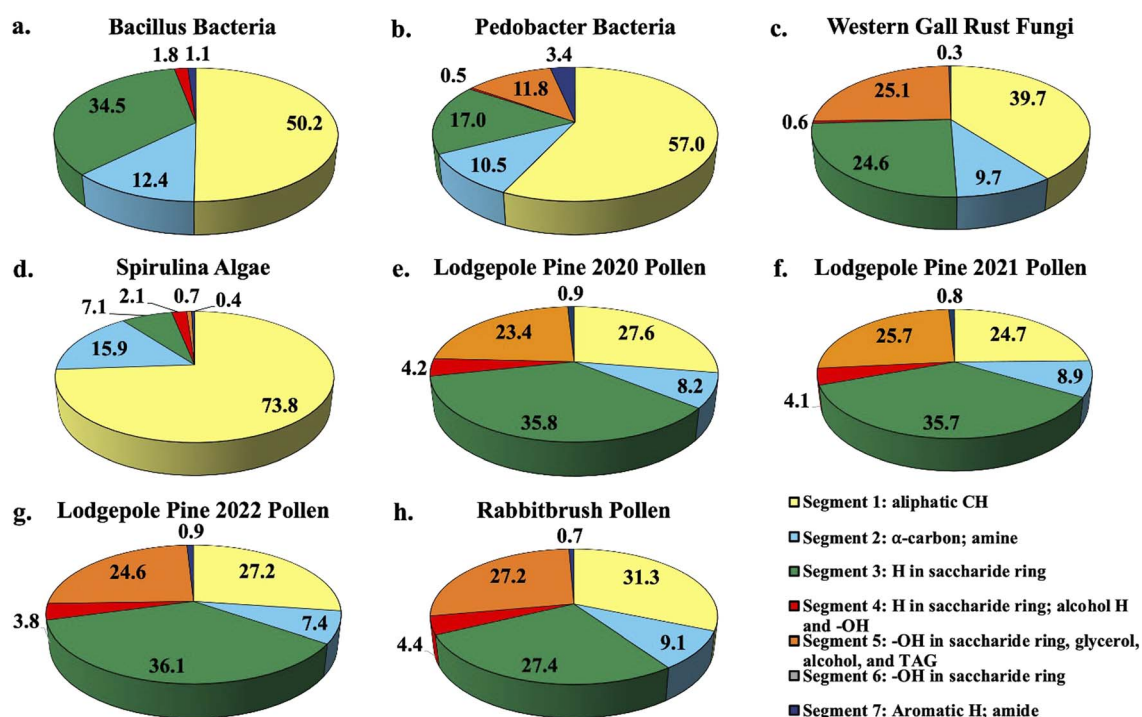 a.
Bacillus Bacteria
1.8
1.1
34.5
50.2
12.4
b.
Pedobacter Bacteria
3.4
0.5
11.8
17.0
57.0
10.5
c.
Western Gall Rust Fungi
0.3
25.1
39.7
0.6
24.6
9.7
d.
Spirulina Algae
2.1
0.7
0.4
7.1
15.9
73.8
e.
Lodgepole Pine 2020 Pollen
0.9
23.4
27.6
4.2
8.2
35.8
f.
Lodgepole Pine 2021 Pollen
0.8
25.7
24.7
8.9
4.1
35.7
g.
Lodgepole Pine 2022 Pollen
0.9
24.6
27.2
3.8
7.4
36.1
h.
Rabbitbrush Pollen
0.7
27.2
31.3
4.4
9.1
27.4
Segment 1: aliphatic CH
Segment 2: α-carbon; amine
Segment 3: H in saccharide ring
Segment 4: H in saccharide ring; alcohol H
and -OH
Segment 5: -OH in saccharide ring, glycerol,
alcohol, and TAG
Segment 6: -OH in saccharide ring
Segment 7: Aromatic H; amide